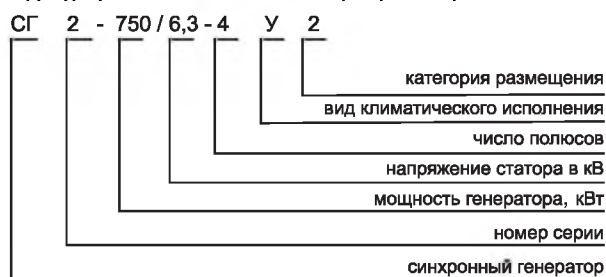 СГ 2 - 750 / 6,3 - 4 У 2
категория размещения
вид климатического исполнения
число полюсов
напряжение статора в кВ
мощность генератора, кВт
номер серии
синхронный генератор